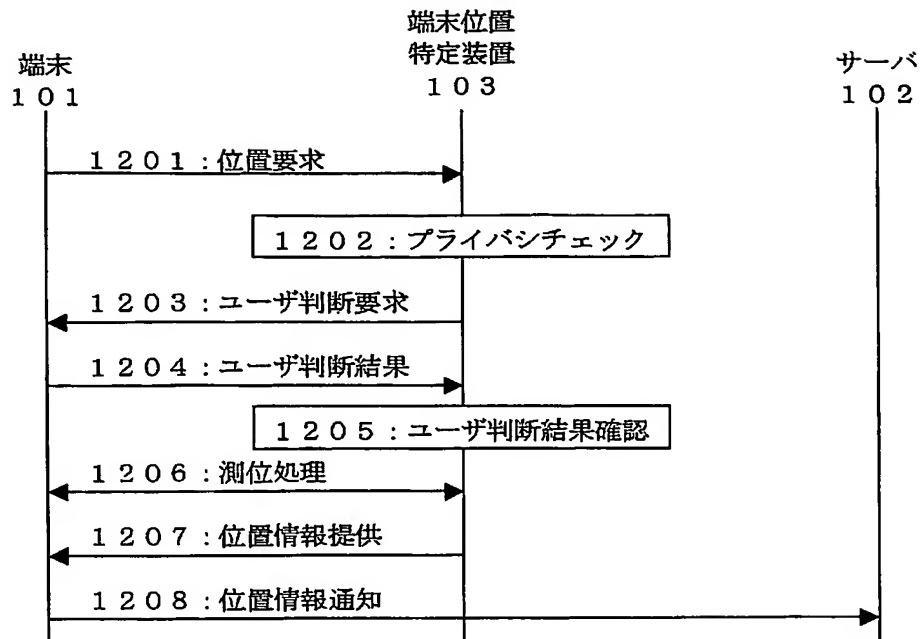 端末
101
端末位置
特定装置
103
サーバ
102
1201:位置要求
1202:プライバシチェック
1203:ユーザ判断要求
1204:ユーザ判断結果
1205:ユーザ判断結果確認
1206:測位処理
1207:位置情報提供
1208:位置情報通知